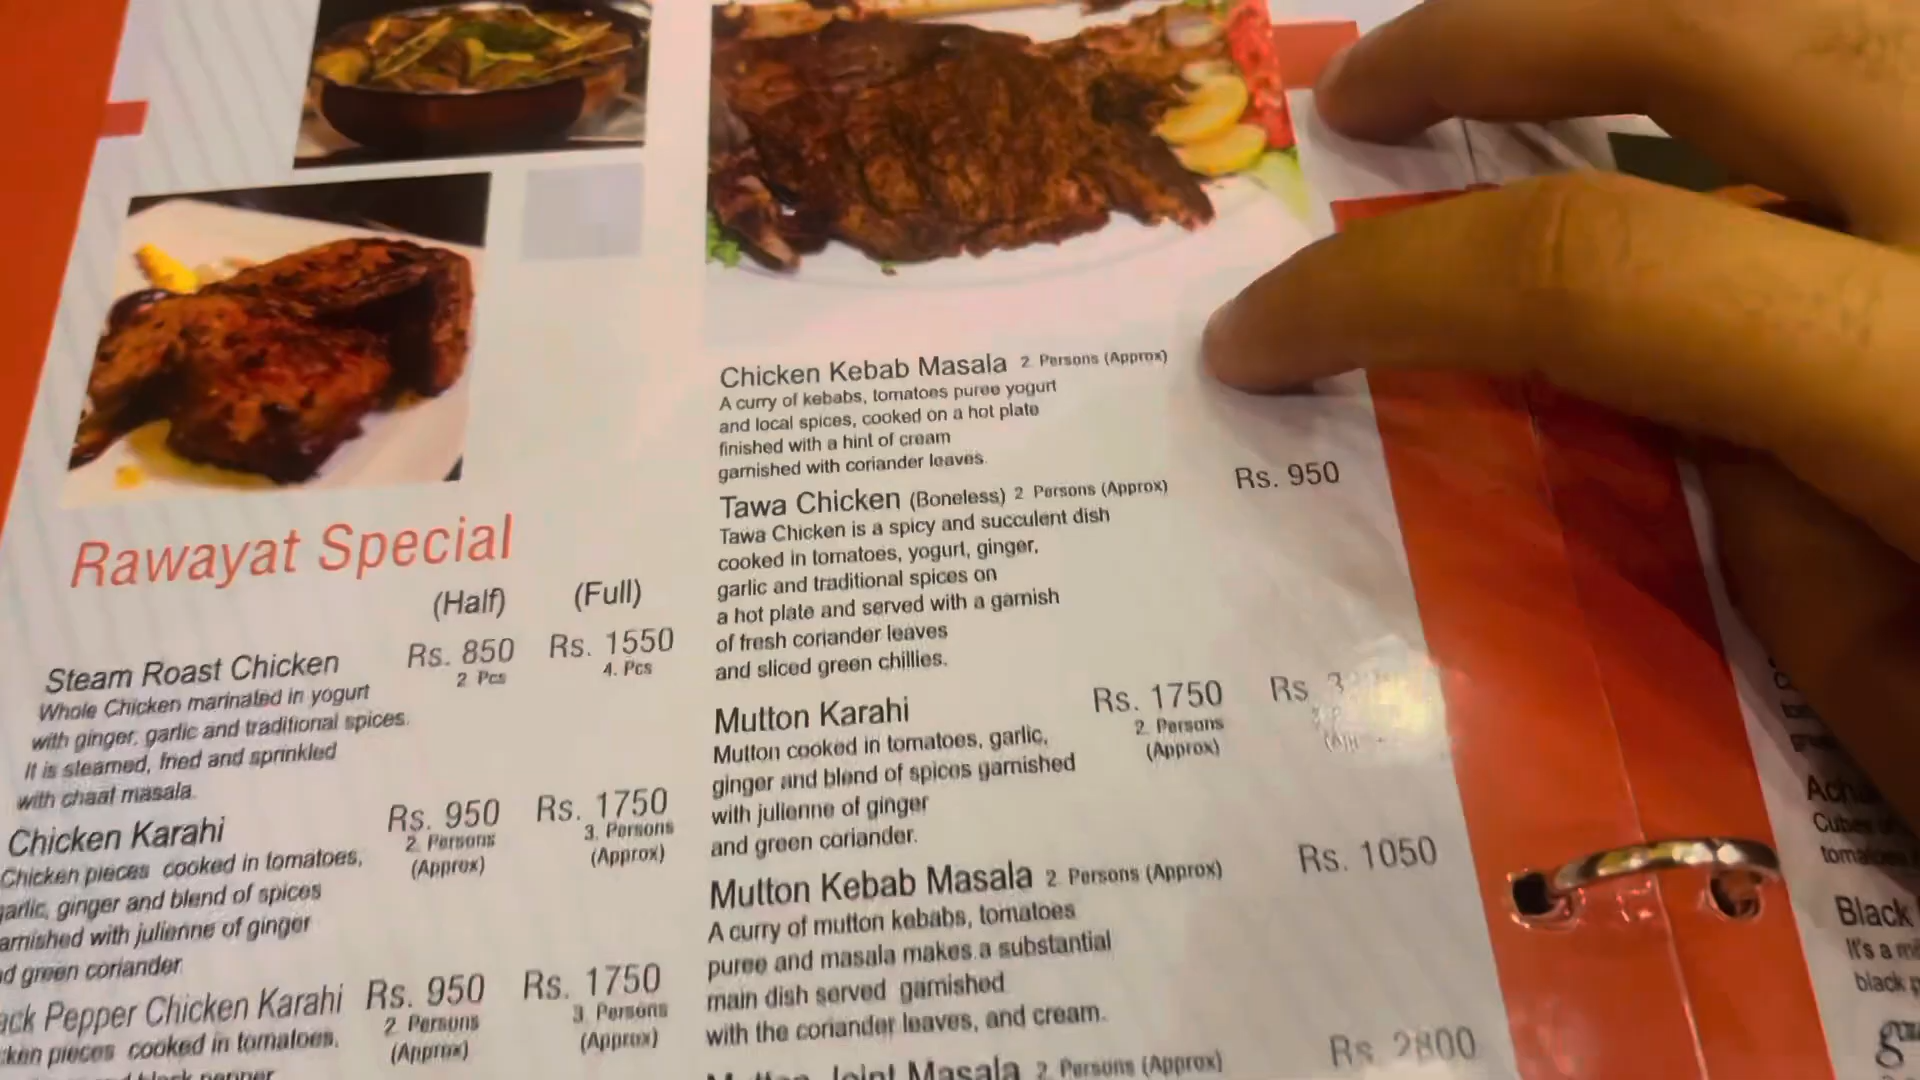 Rawayat Special
(Half) (Full)
Steam Roast Chicken Rs. 850 Rs. 1550
2 Pcs 4. Pcs
Whole Chicken marinated in yogurt
with ginger, garlic and traditional spices.
It is steamed, fried and sprinkled
with chaat masala.
Chicken Karahi Rs. 950 Rs. 1750
2. Persons 3. Persons
(Approx) (Approx)
Chicken pieces cooked in tomatoes,
garlic, ginger and blend of spices
garnished with julienne of ginger
green coriander
Pepper Chicken Karahi Rs. 950 Rs. 1750
2. Persons 3. Persons
(Approx) (Approx)
pieces cooked in tomatoes,
black pepper
Chicken Kebab Masala 2 Persons (Approx)
A curry of kebabs, tomatoes puree yogurt
and local spices, cooked on a hot plate
finished with a hint of cream
garnished with coriander leaves.
Tawa Chicken (Boneless) 2 Persons (Approx) Rs. 950
Tawa Chicken is a spicy and succulent dish
cooked in tomatoes, yogurt, ginger,
garlic and traditional spices on
a hot plate and served with a garnish
of fresh coriander leaves
and sliced green chillies.
Mutton Karahi Rs. 1750 Rs
2. Persons
(Approx)
Mutton cooked in tomatoes, garlic,
ginger and blend of spices garnished
with julienne of ginger
and green coriander.
Mutton Kebab Masala 2 Persons (Approx) Rs. 1050
A curry of mutton kebabs, tomatoes
puree and masala makes a substantial
main dish served garnished
with the coriander leaves, and cream.
Mutton Joint Masala 2 Persons (Approx) Rs 2800
Black
It's a
black